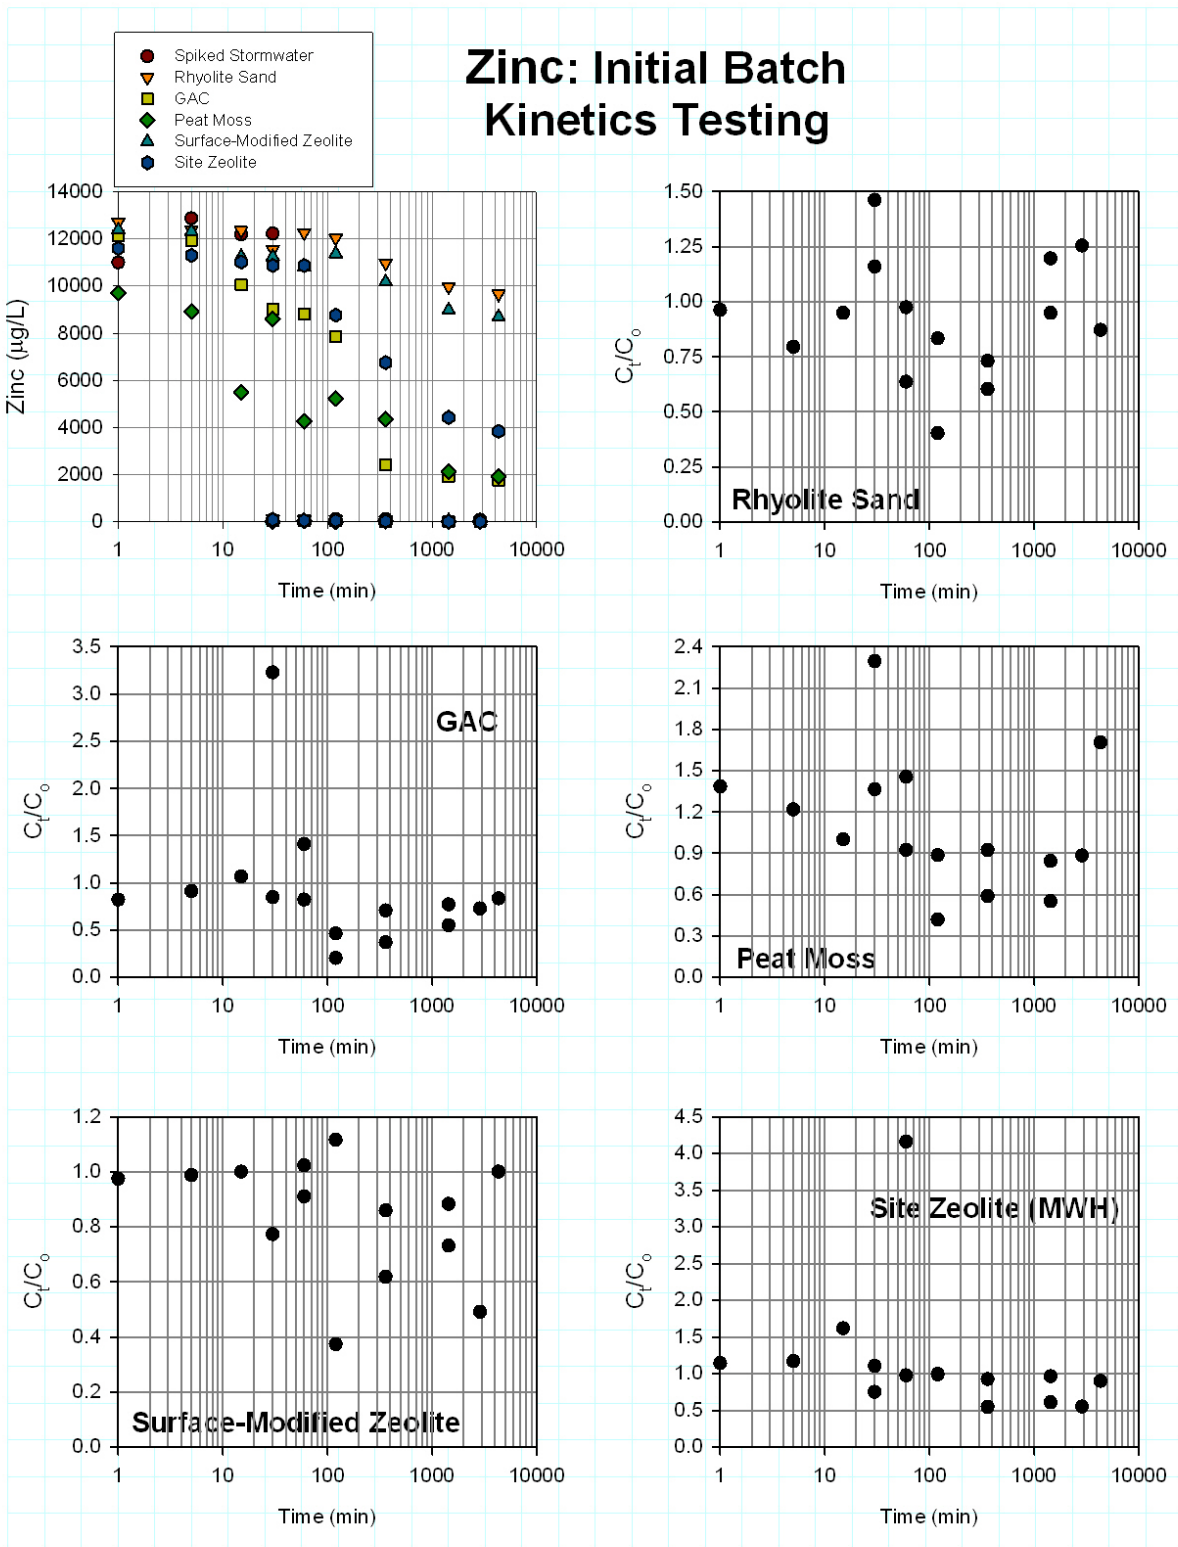 Spiked Stormwater
Rhyolite Sand
GAC
Peat Moss
Surface-Modified Zeolite
Site Zeolite
Zinc: Initial Batch
Kinetics Testing
Zinc (µg/L)
14000
12000
10000
8000
6000
4000
2000
0
1 10 100 1000 10000
Time (min)
Ct/Co
1.50
1.25
1.00
0.75
0.50
0.25
0.00
Rhyolite Sand
1 10 100 1000 10000
Time (min)
Ct/Co
3.5
3.0
2.5
2.0
1.5
1.0
0.5
0.0
GAC
1 10 100 1000 10000
Time (min)
Ct/Co
2.4
2.1
1.8
1.5
1.2
0.9
0.6
0.3
0.0
Peat Moss
1 10 100 1000 10000
Time (min)
Ct/Co
1.2
1.0
0.8
0.6
0.4
0.2
0.0
Surface-Modified Zeolite
1 10 100 1000 10000
Time (min)
Ct/Co
4.5
4.0
3.5
3.0
2.5
2.0
1.5
1.0
0.5
0.0
Site Zeolite (MWH)
1 10 100 1000 10000
Time (min)